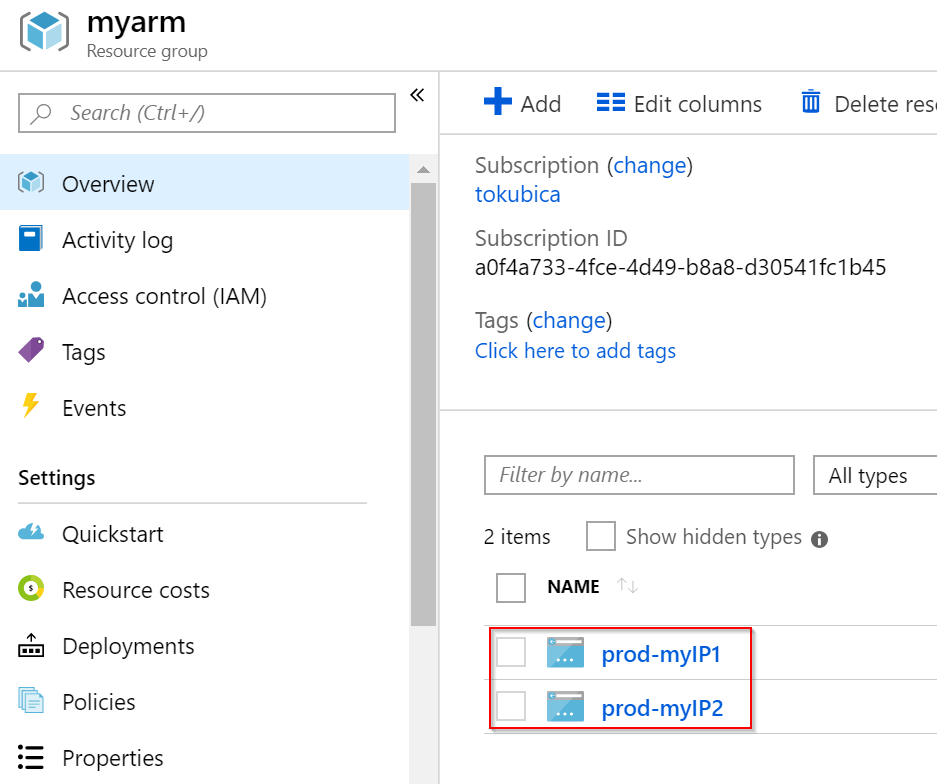 myarm
Resource group
Search (Ctrl+/)
Overview
Activity log
Access control (IAM)
Tags
Events
Settings
Quickstart
Resource costs
Deployments
Policies
Properties
Add Edit columns Delete res
Subscription (change)
tokubica
Subscription ID
a0f4a733-4fce-4d49-b8a8-d30541fc1b45
Tags (change)
Click here to add tags
Filter by name... All types
2 items Show hidden types
NAME
prod-myIP1
prod-myIP2